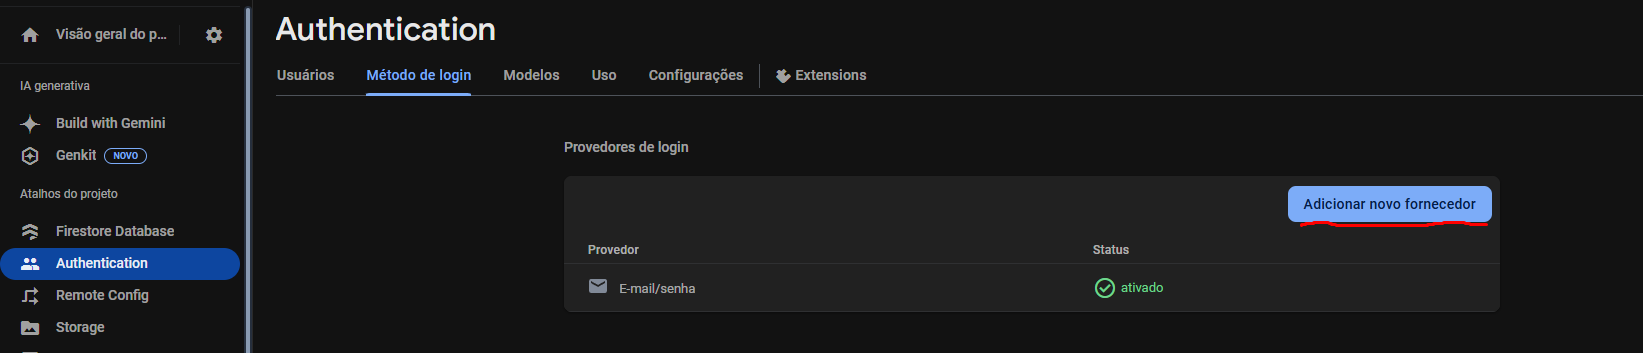 Visão geral do p...
IA generativa
Build with Gemini
Genkit NOVO
Atalhos do projeto
Firestore Database
Authentication
Remote Config
Storage
Authentication
Usuários Método de login Modelos Uso Configurações Extensions
Provedores de login
Adicionar novo fornecedor
Provedor Status
E-mail/senha ativado